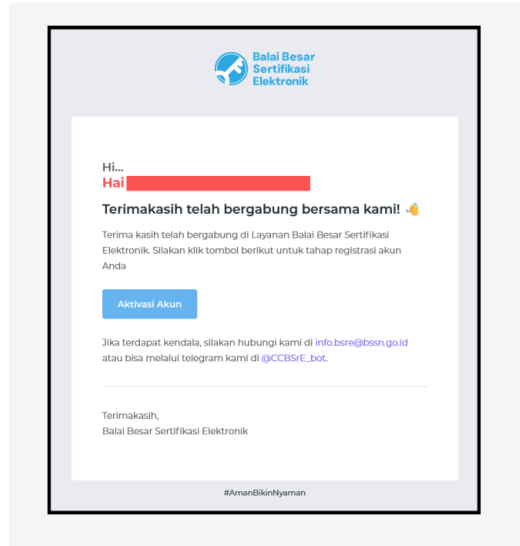 Balai Besar
Sertifikasi
Elektronik
Hi...
Hai
Terimakasih telah bergabung bersama kami! 👋
Terima kasih telah bergabung di Layanan Balai Besar Sertifikasi
Elektronik. Silakan klik tombol berikut untuk tahap registrasi akun
Anda
Aktivasi Akun
Jika terdapat kendala, silakan hubungi kami di info.bsre@bssn.go.id
atau bisa melalui telegram kami di @CCBSrE_bot.
Terimakasih,
Balai Besar Sertifikasi Elektronik
#AmanBikinNyaman